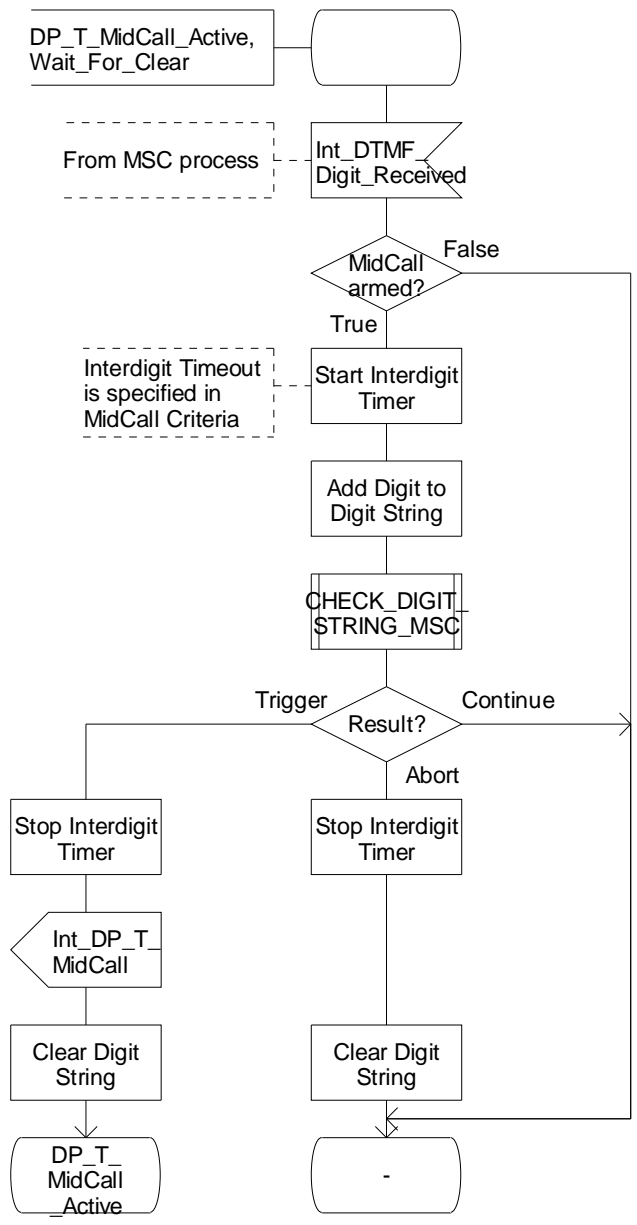 DP_T_MidCall_Active,
Wait_For_Clear
From MSC process
Int_DTMF_
Digit_Received
MidCall
armed?
False
True
Interdigit Timeout
is specified in
MidCall Criteria
Start Interdigit
Timer
Add Digit to
Digit String
CHECK_DIGIT_
STRING_MSC
Trigger
Result?
Continue
Abort
Stop Interdigit
Timer
Stop Interdigit
Timer
Int_DP_T_
MidCall
Clear Digit
String
Clear Digit
String
DP_T_
MidCall
_Active
-